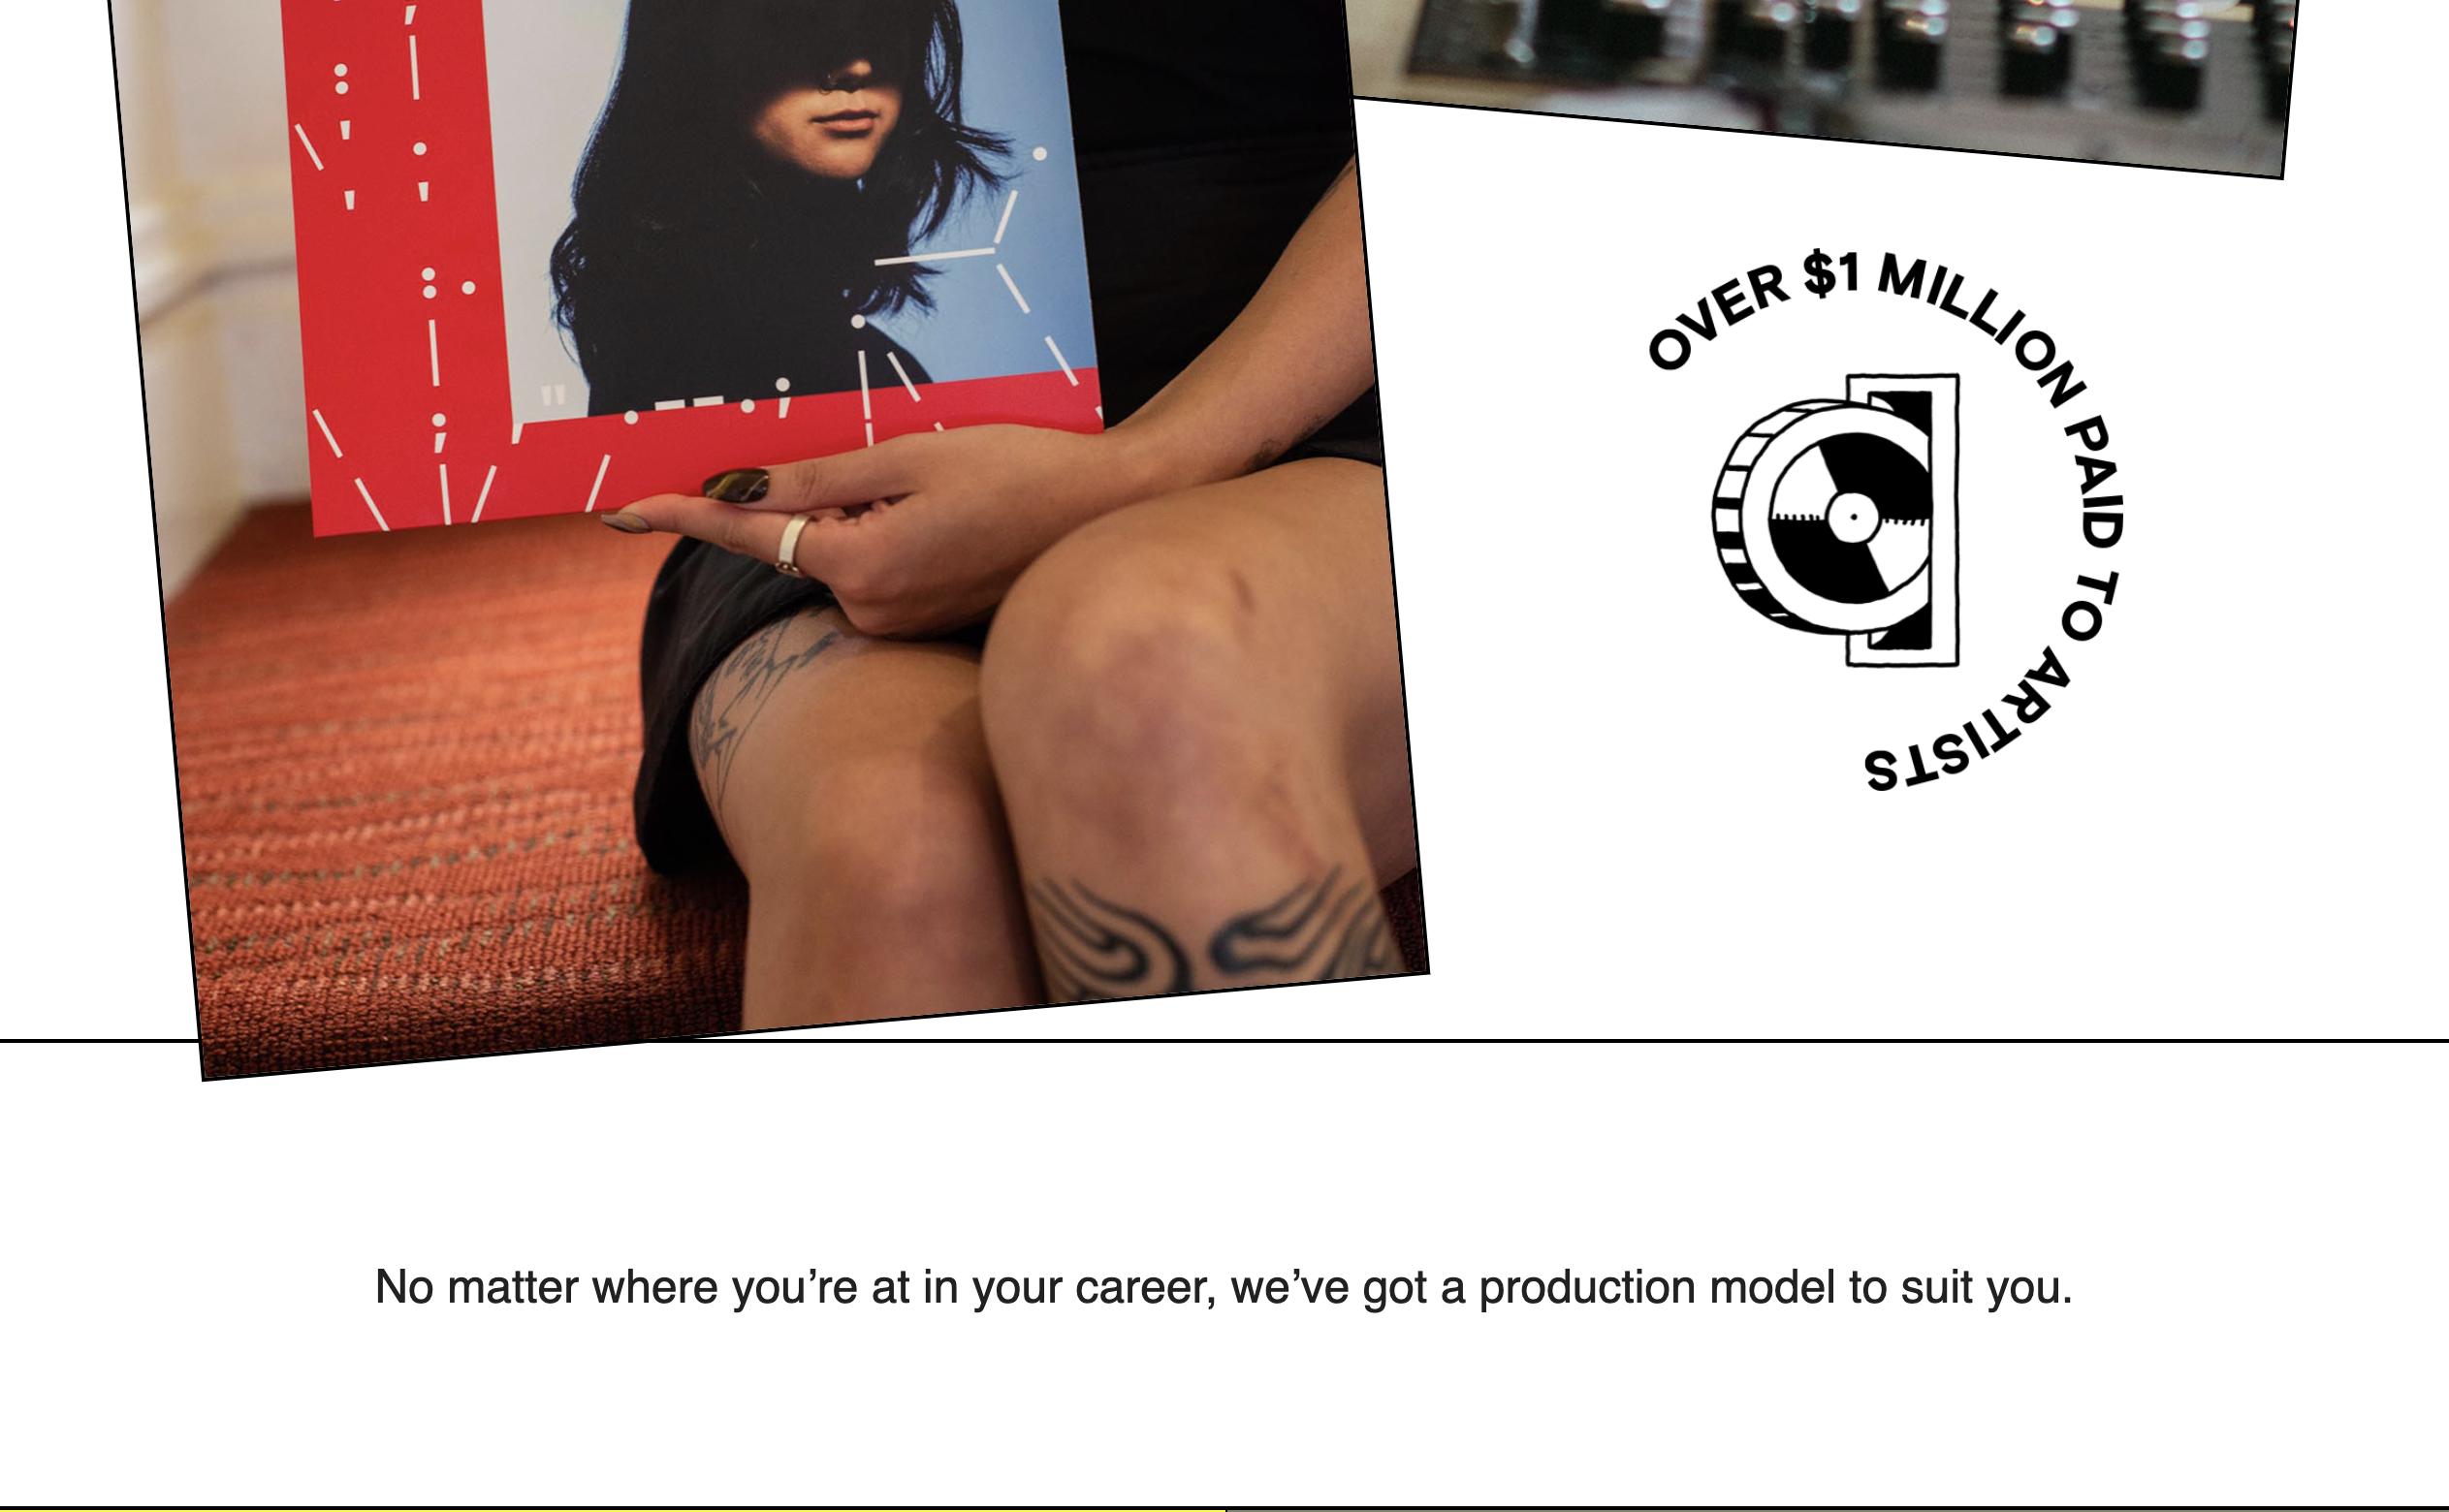 OVER $1 MILLION PAID TO ARTISTS
No matter where you’re at in your career, we’ve got a production model to suit you.